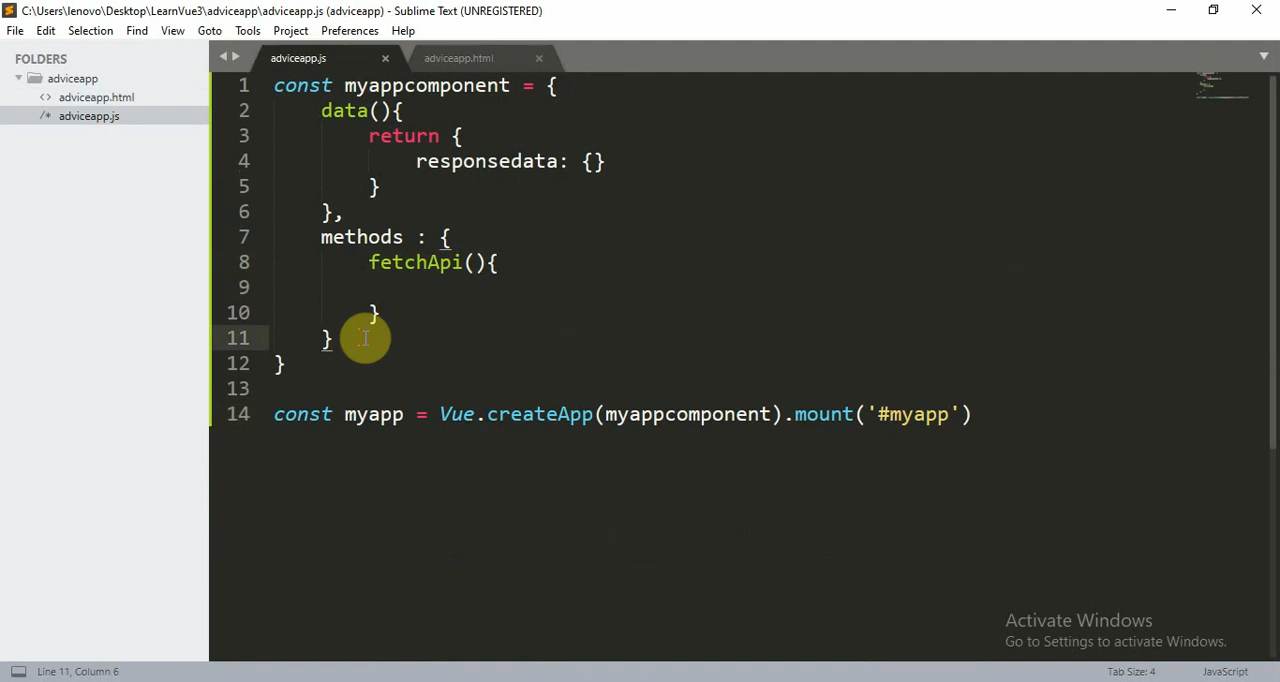 C:\Users\lenovo\Desktop\LearnVue3\adviceapp\adviceapp.js (adviceapp) - Sublime Text (UNREGISTERED)
File Edit Selection Find View Goto Tools Project Preferences Help
FOLDERS
adviceapp
<> adviceapp.html
/* adviceapp.js
adviceapp.js × adviceapp.html ×
1 const myappcomponent = {
2     data(){
3         return {
4             responsedata: {}
5         }
6     },
7     methods : {
8         fetchApi(){
9
10         }
11     }
12 }
13
14 const myapp = Vue.createApp(myappcomponent).mount('#myapp')
Activate Windows
Go to Settings to activate Windows.
Line 11, Column 6 Tab Size: 4 JavaScript